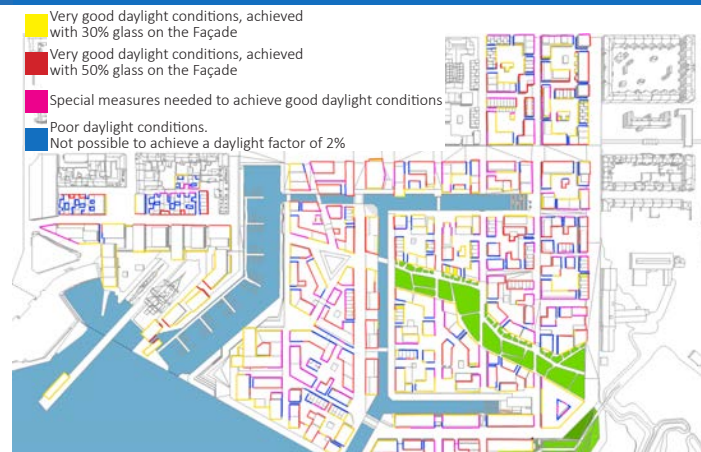 Very good daylight conditions, achieved
with 30% glass on the Façade
Very good daylight conditions, achieved
with 50% glass on the Façade
Special measures needed to achieve good daylight conditions
Poor daylight conditions.
Not possible to achieve a daylight factor of 2%